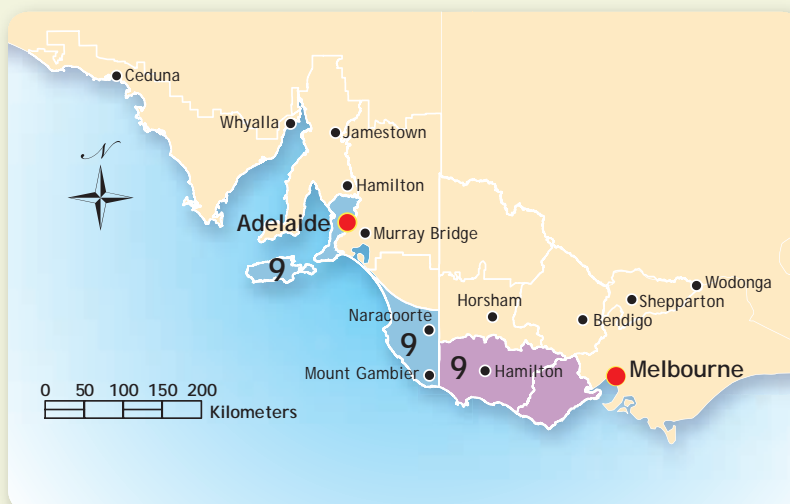 Ceduna
Whyalla
Jamestown
N
Hamilton
Adelaide
Murray Bridge
9
Wodonga
Horsham
Shepparton
Naracoorte
Bendigo
9
9
Hamilton
Melbourne
Mount Gambier
0 50 100 150 200
Kilometers